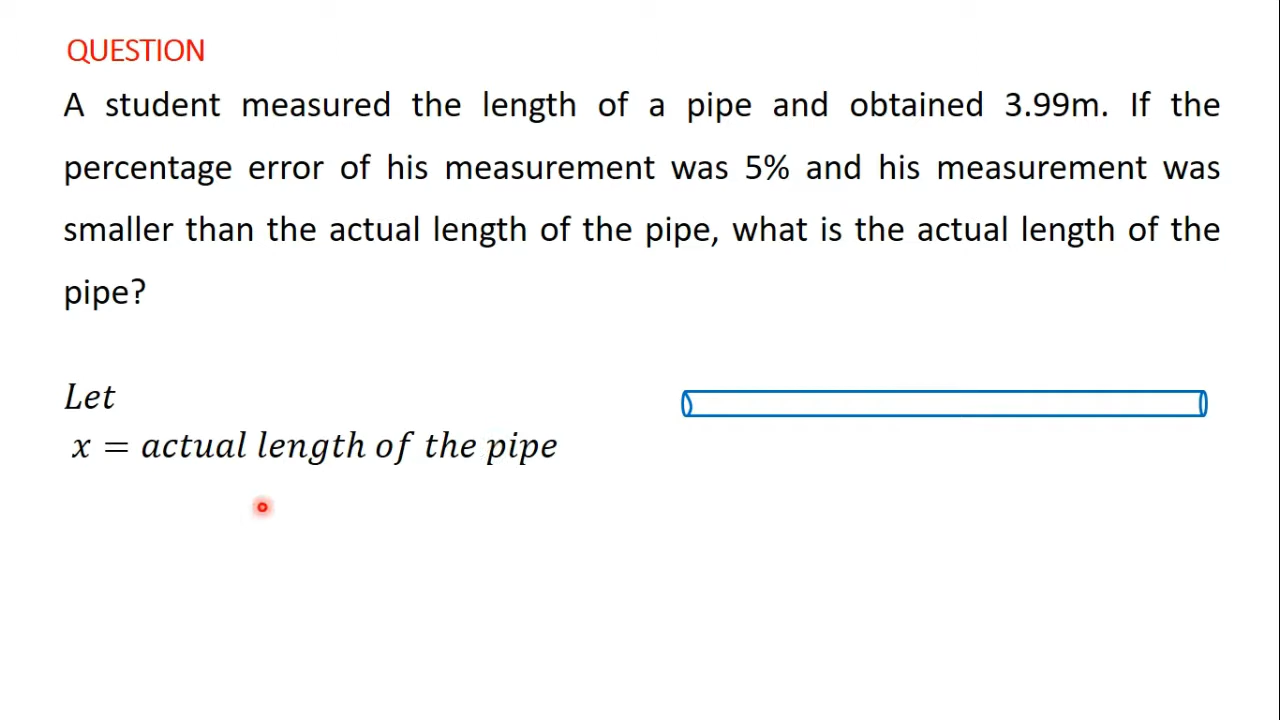 QUESTION
A student measured the length of a pipe and obtained 3.99m. If the
percentage error of his measurement was 5% and his measurement was
smaller than the actual length of the pipe, what is the actual length of the
pipe?
Let
x = actual length of the pipe